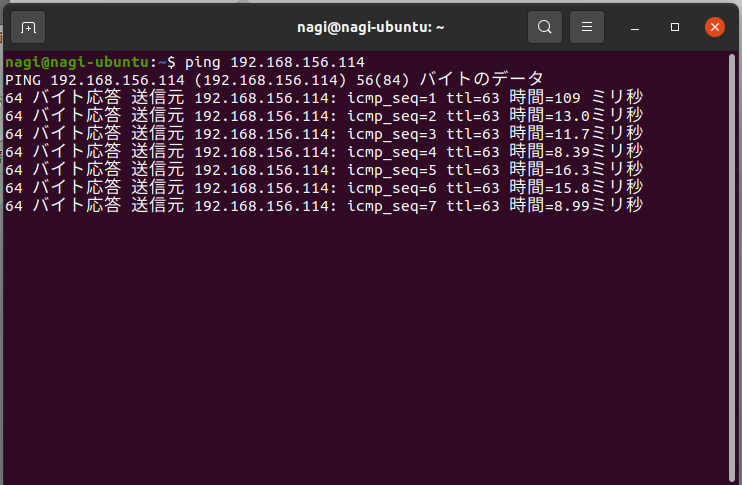 nagi@nagi-ubuntu: ~
nagi@nagi-ubuntu:~$ ping 192.168.156.114
PING 192.168.156.114 (192.168.156.114) 56(84) バイトのデータ
64 バイト応答 送信元 192.168.156.114: icmp_seq=1 ttl=63 時間=109 ミリ秒
64 バイト応答 送信元 192.168.156.114: icmp_seq=2 ttl=63 時間=13.0ミリ秒
64 バイト応答 送信元 192.168.156.114: icmp_seq=3 ttl=63 時間=11.7ミリ秒
64 バイト応答 送信元 192.168.156.114: icmp_seq=4 ttl=63 時間=8.39ミリ秒
64 バイト応答 送信元 192.168.156.114: icmp_seq=5 ttl=63 時間=16.3ミリ秒
64 バイト応答 送信元 192.168.156.114: icmp_seq=6 ttl=63 時間=15.8ミリ秒
64 バイト応答 送信元 192.168.156.114: icmp_seq=7 ttl=63 時間=8.99ミリ秒